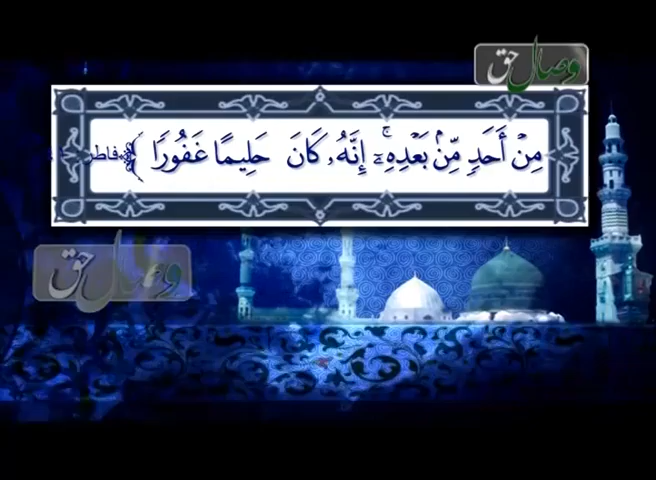 وصال حق
مِنْ أَحَدٍ مِّنْ بَعْدِهِۦۚ إِنَّهُۥ كَانَ حَلِيمًا غَفُورًا ﴾ فاطر
وصال حق